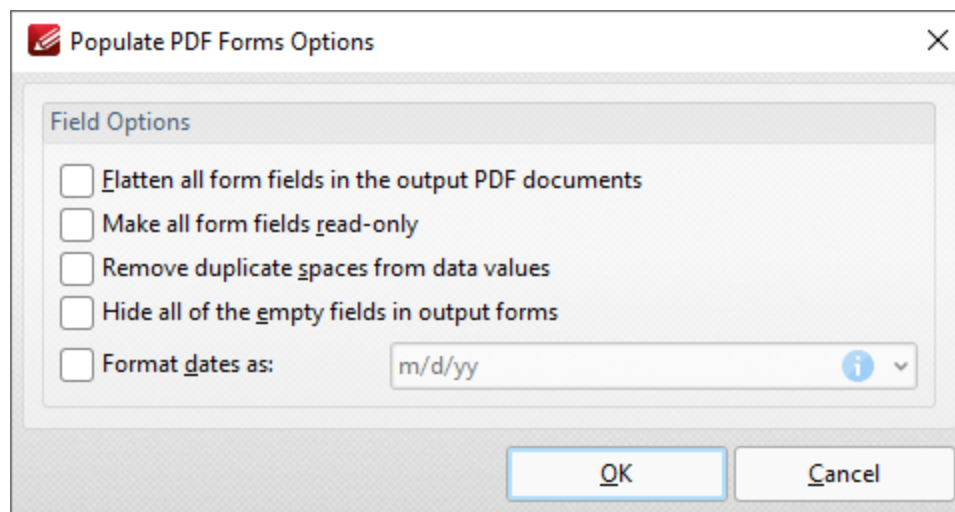 Populate PDF Forms Options
Field Options
Flatten all form fields in the output PDF documents
Make all form fields read-only
Remove duplicate spaces from data values
Hide all of the empty fields in output forms
Format dates as: m/d/yy i
OK Cancel